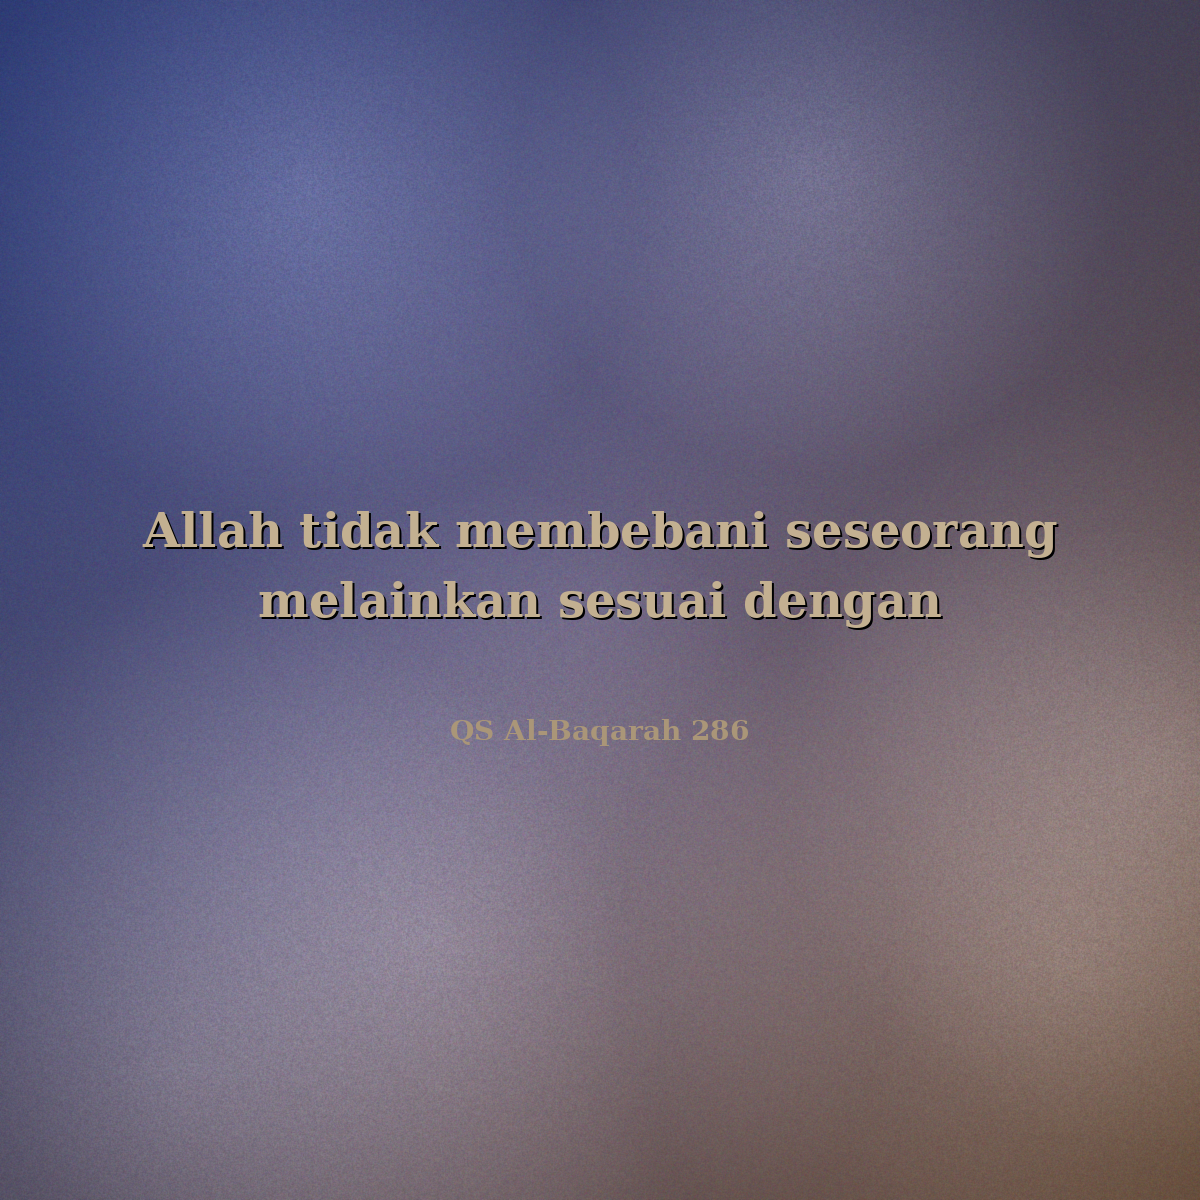 Allah tidak membebani seseorang
melainkan sesuai dengan
QS Al-Baqarah 286